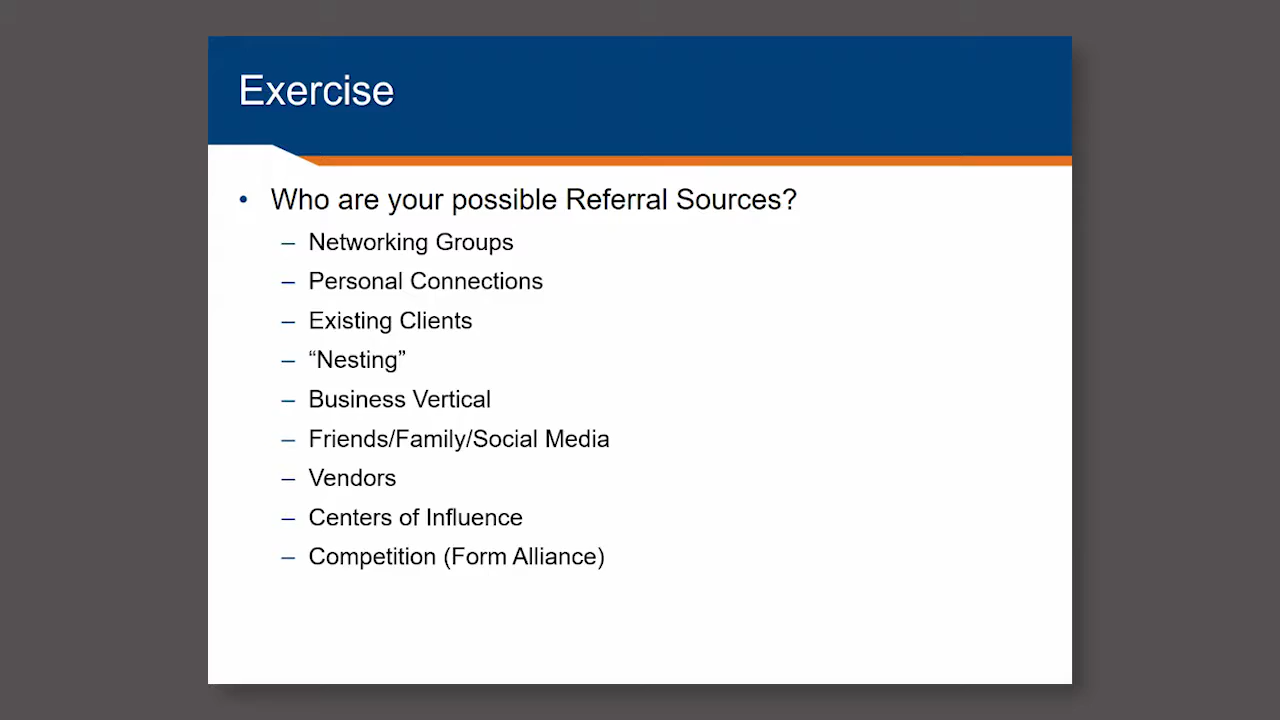 Exercise
• Who are your possible Referral Sources?
– Networking Groups
– Personal Connections
– Existing Clients
– “Nesting”
– Business Vertical
– Friends/Family/Social Media
– Vendors
– Centers of Influence
– Competition (Form Alliance)